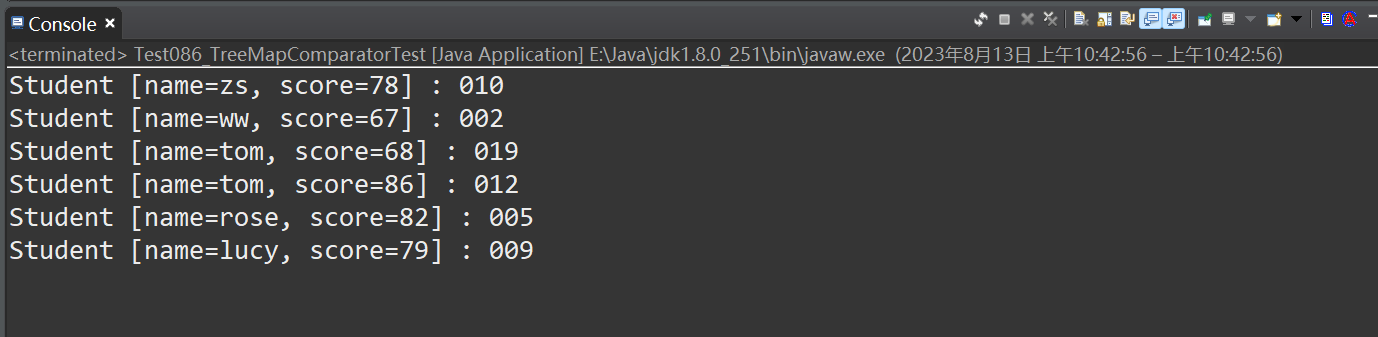 Console
<terminated> Test086_TreeMapComparatorTest [Java Application] E:\Java\jdk1.8.0_251\bin\javaw.exe (2023年8月13日 上午10:42:56 – 上午10:42:56)
Student [name=zs, score=78] : 010
Student [name=ww, score=67] : 002
Student [name=tom, score=68] : 019
Student [name=tom, score=86] : 012
Student [name=rose, score=82] : 005
Student [name=lucy, score=79] : 009